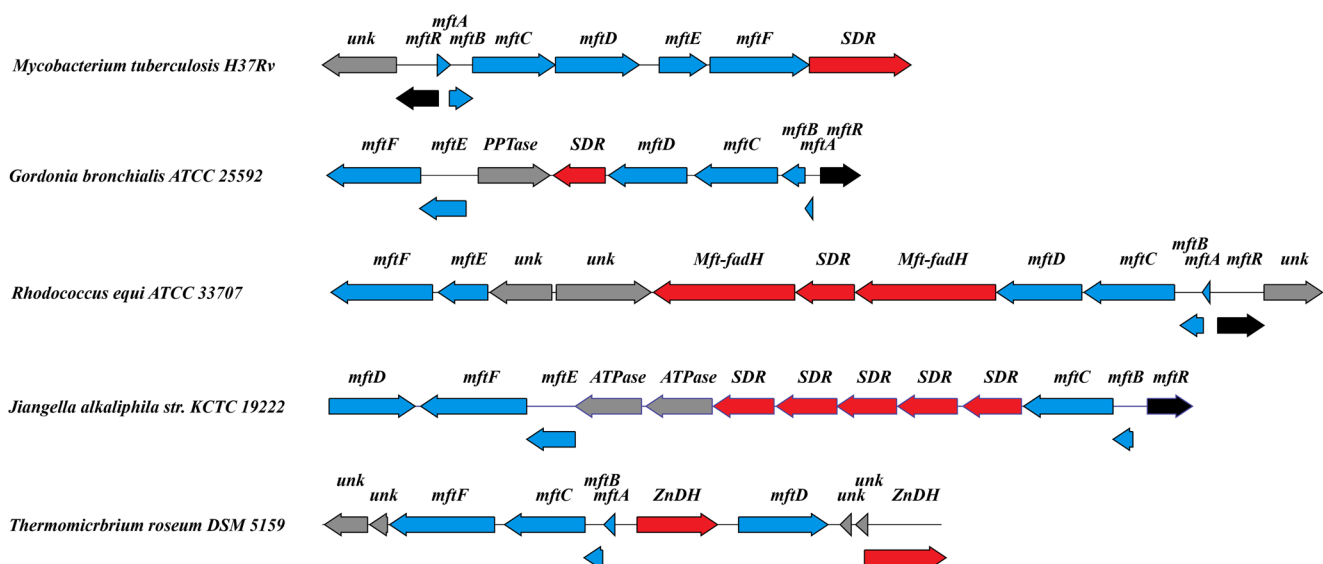 mftA
unk mftR mftB mftC mftD mftE mftF SDR
Mycobacterium tuberculosis H37Rv
mftB mftR
mftF mftE PPTase SDR mftD mftC mftA
Gordonia bronchialis ATCC 25592
mftB
mftF mftE unk unk Mft-fadH SDR Mft-fadH mftD mftC mftA mftR unk
Rhodococcus equi ATCC 33707
mftD mftF mftE ATPase ATPase SDR SDR SDR SDR SDR mftC mftB mftR
Jiangella alkaliphila str. KCTC 19222
unk mftB unk
unk mftF mftC mftA ZnDH mftD unk ZnDH
Thermomicrbrium roseum DSM 5159